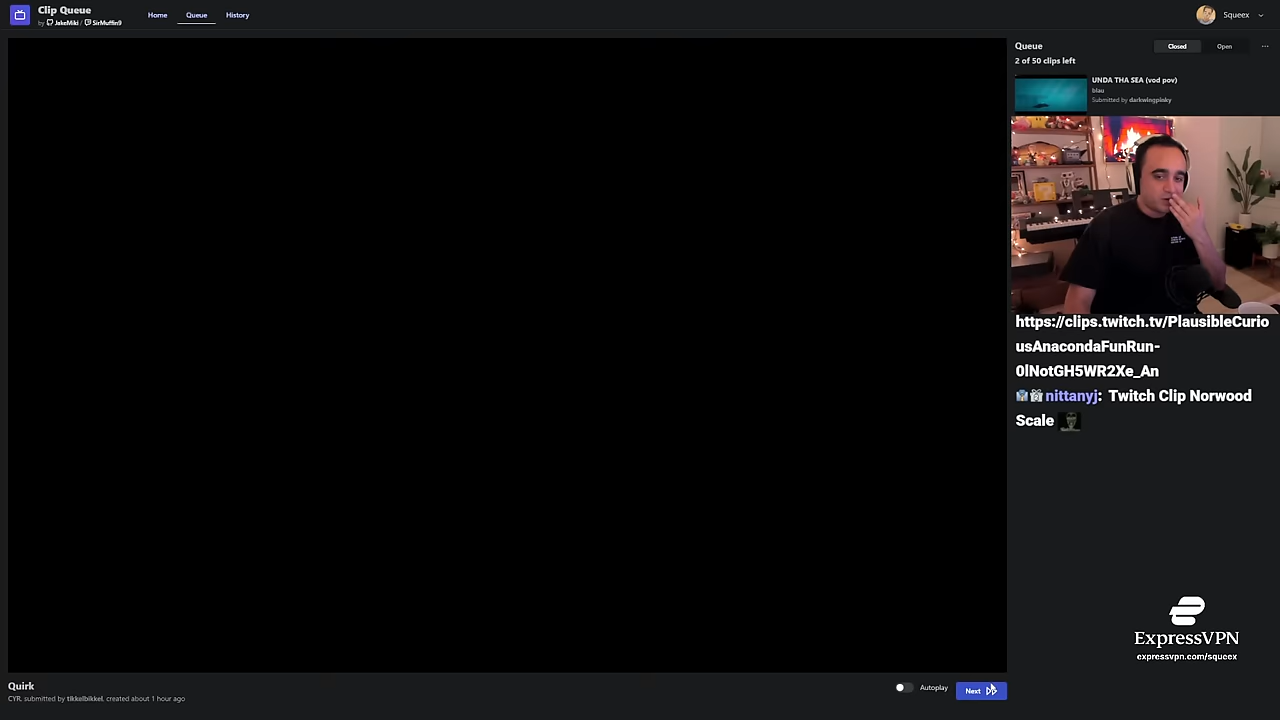 Clip Queue
by JakeMiki / SirMuffin9
Home
Queue
History
Squeex
Queue
Closed
Open
2 of 50 clips left
UNDA THA SEA (vod pov)
blau
Submitted by darkwingpinky
https://clips.twitch.tv/PlausibleCurio
usAnacondaFunRun-
0lNotGH5WR2Xe_An
nittanyj: Twitch Clip Norwood
Scale
ExpressVPN
expressvpn.com/squeex
Quirk
CYR, submitted by tikkelbikkel, created about 1 hour ago
Autoplay
Next